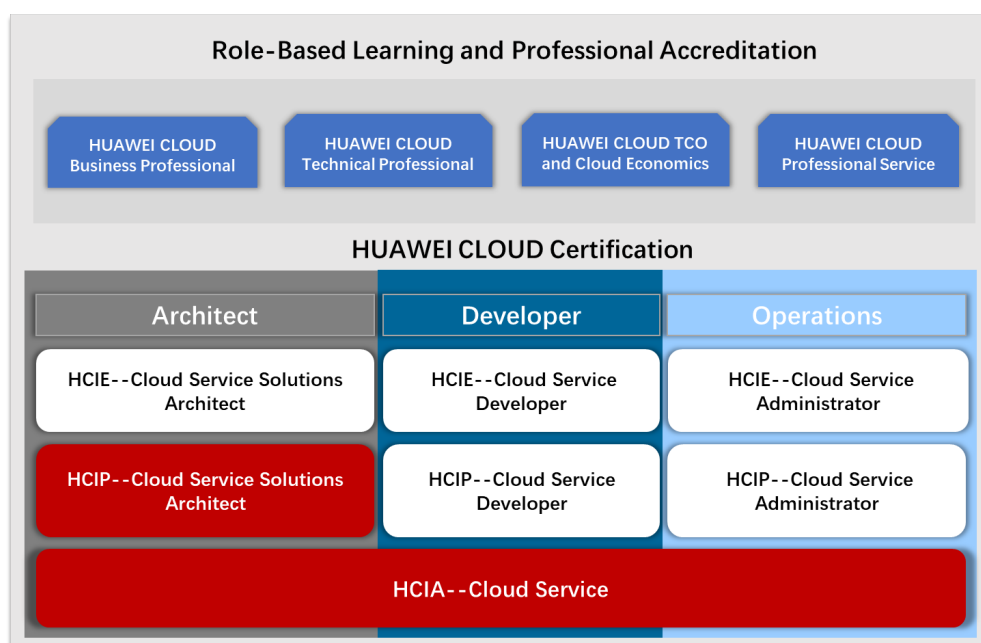 Role-Based Learning and Professional Accreditation
HUAWEI CLOUD
Business Professional
HUAWEI CLOUD
Technical Professional
HUAWEI CLOUD TCO
and Cloud Economics
HUAWEI CLOUD
Professional Service
HUAWEI CLOUD Certification
Architect
Developer
Operations
HCIE--Cloud Service Solutions
Architect
HCIE--Cloud Service
Developer
HCIE--Cloud Service
Administrator
HCIP--Cloud Service Solutions
Architect
HCIP--Cloud Service
Developer
HCIP--Cloud Service
Administrator
HCIA--Cloud Service